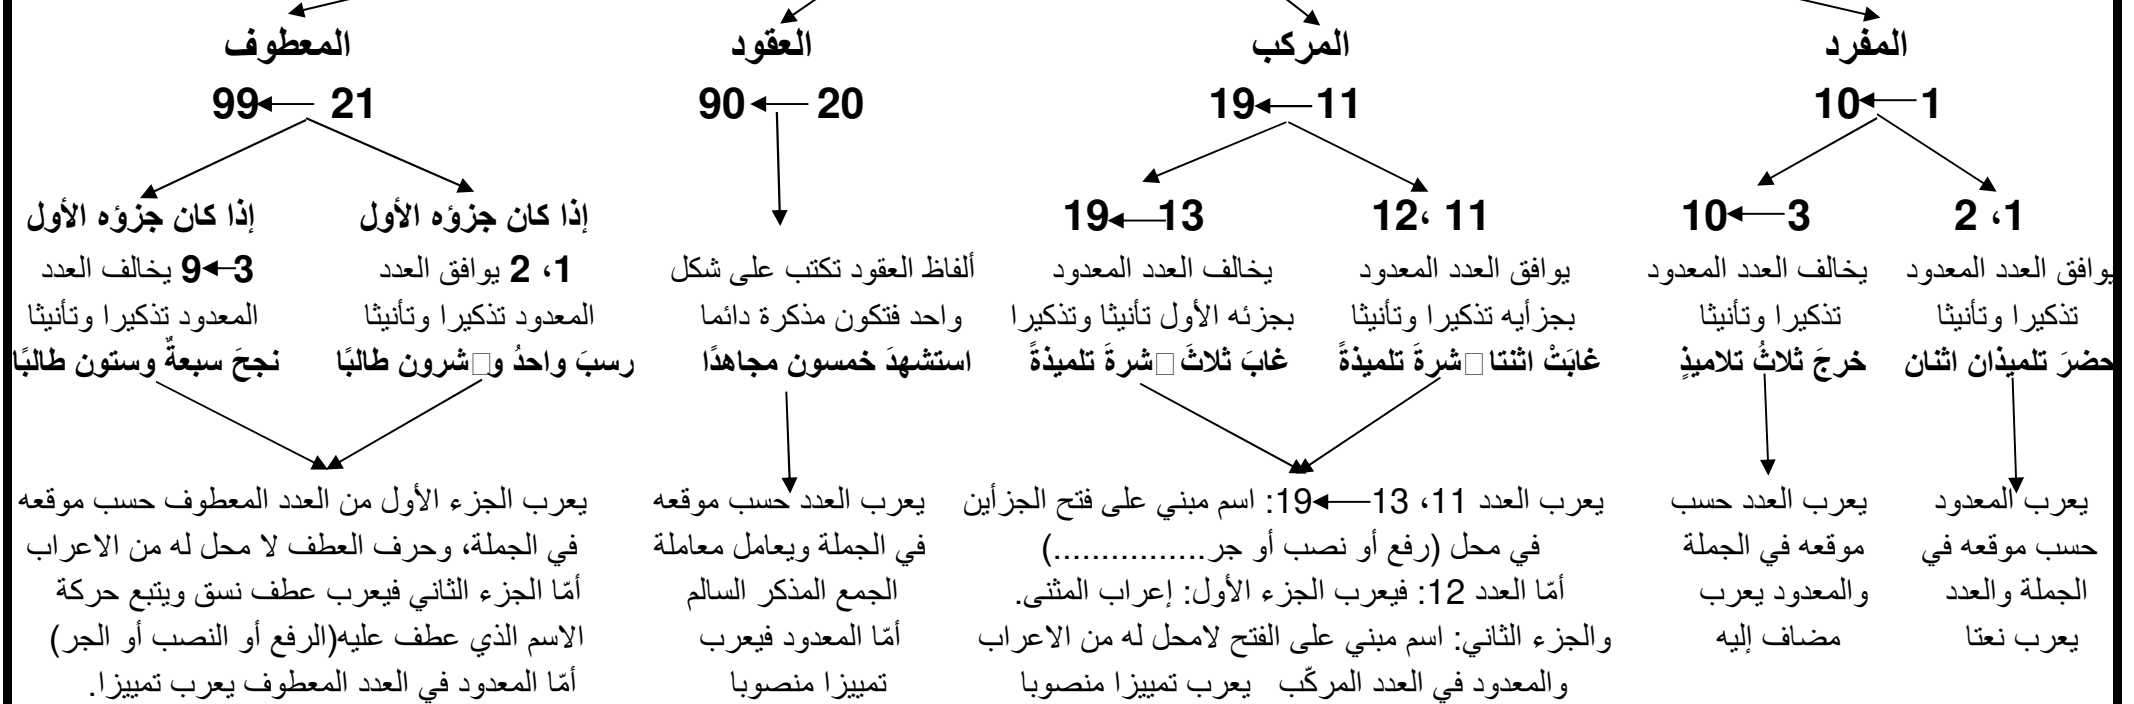 المفرد
المركب
العقود
المعطوف
1 10
11 19
20 90
21 99
1، 2
3 10
11 ،12
13 19
إذا كان جزؤه الأول
إذا كان جزؤه الأول
يوافق العدد المعدود
تذكيرا وتأنيثا
حضرَ تلميذان اثنان
يخالف العدد المعدود
تذكيرا وتأنيثا
خرجَ ثلاثُ تلاميذٍ
يوافق العدد المعدود
بجزأيه تذكيرا وتأنيثا
غابَتْ اثنتا □شرةَ تلميذةً
يخالف العدد المعدود
بجزئه الأول تأنيثا وتذكيرا
غابَ ثلاثَ □شرةَ تلميذةً
ألفاظ العقود تكتب على شكل
واحد فتكون مذكرة دائما
استشهدَ خمسون مجاهدًا
1، 2 يوافق العدد
المعدود تذكيرا وتأنيثا
رسبَ واحدُ و□شرون طالبًا
3 9 يخالف العدد
المعدود تذكيرا وتأنيثا
نجحَ سبعةٌ وستون طالبًا
يعرب المعدود
حسب موقعه في
الجملة والعدد
يعرب نعتا
يعرب العدد حسب
موقعه في الجملة
والمعدود يعرب
مضاف إليه
يعرب العدد 11، 13 19: اسم مبني على فتح الجزأين
في محل (رفع أو نصب أو جر................)
أمّا العدد 12: فيعرب الجزء الأول: إعراب المثنى.
والجزء الثاني: اسم مبني على الفتح لامحل له من الاعراب
والمعدود في العدد المركّب يعرب تمييزا منصوبا
يعرب العدد حسب موقعه
في الجملة ويعامل معاملة
الجمع المذكر السالم
أمّا المعدود فيعرب
تمييزا منصوبا
يعرب الجزء الأول من العدد المعطوف حسب موقعه
في الجملة، وحرف العطف لا محل له من الاعراب
أمّا الجزء الثاني فيعرب عطف نسق ويتبع حركة
الاسم الذي عطف عليه(الرفع أو النصب أو الجر)
أمّا المعدود في العدد المعطوف يعرب تمييزا.